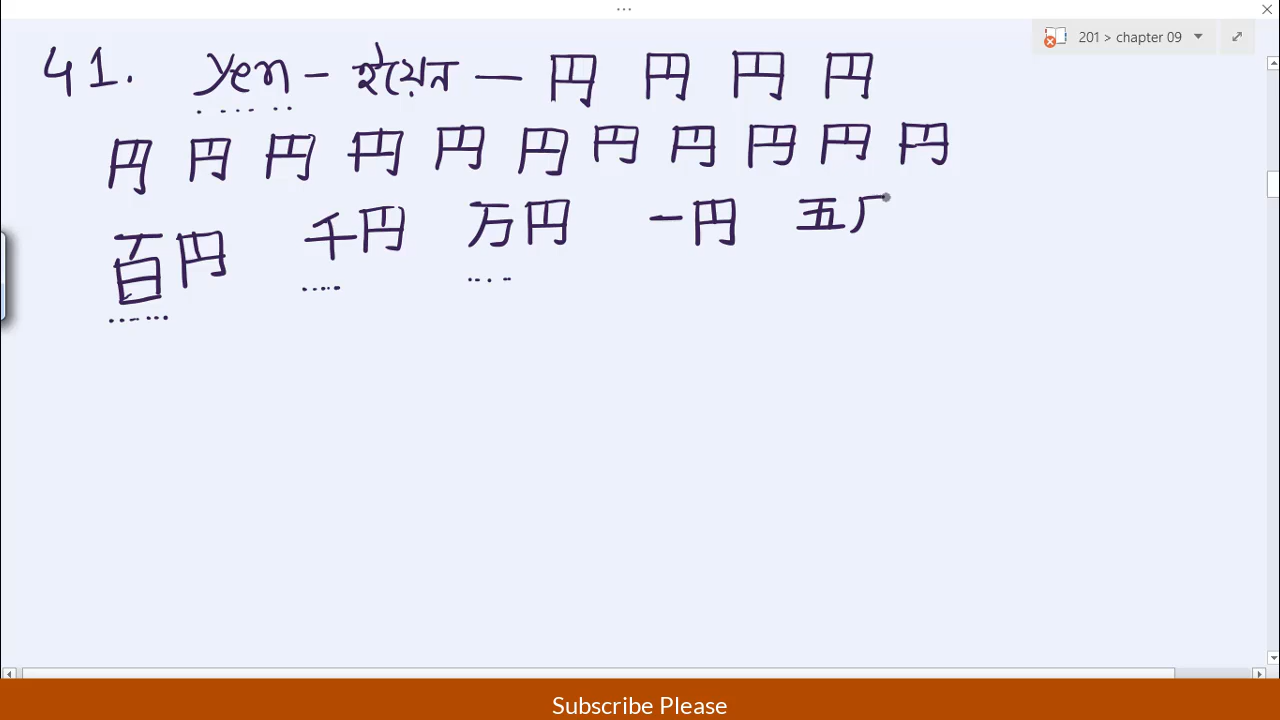 201 > chapter 09
41. Yen - ইয়েন — 円 円 円 円
円 円 円 円 円 円 円 円 円 円 円
百円 千円 万円 一円 五
Subscribe Please